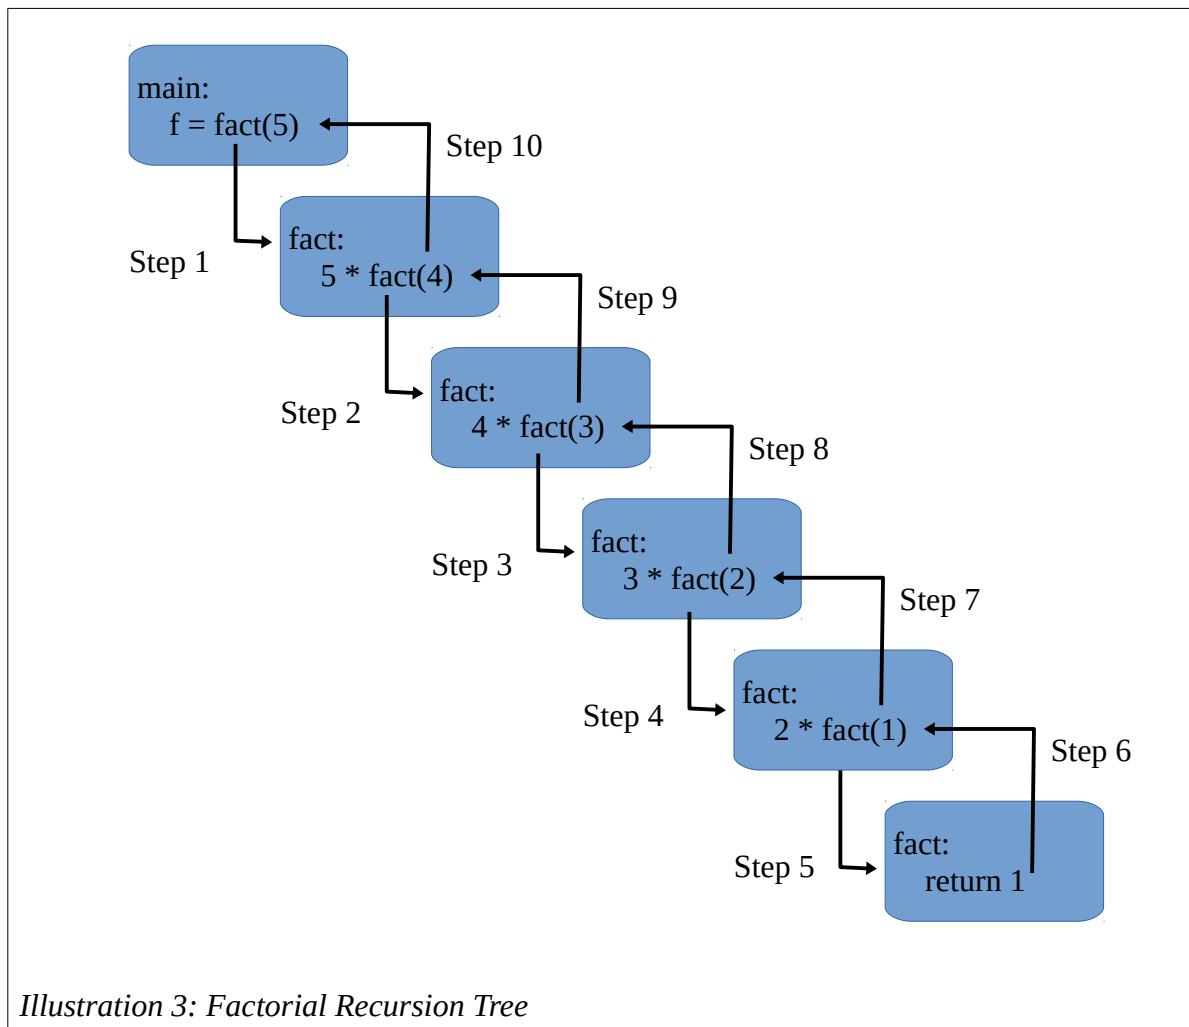 main:
f = fact(5)
Step 10
fact:
Step 1
5 * fact(4)
Step 9
fact:
Step 2
4 * fact(3)
Step 8
fact:
Step 3
3 * fact(2)
Step 7
fact:
Step 4
2 * fact(1)
Step 6
fact:
Step 5
return 1
Illustration 3: Factorial Recursion Tree